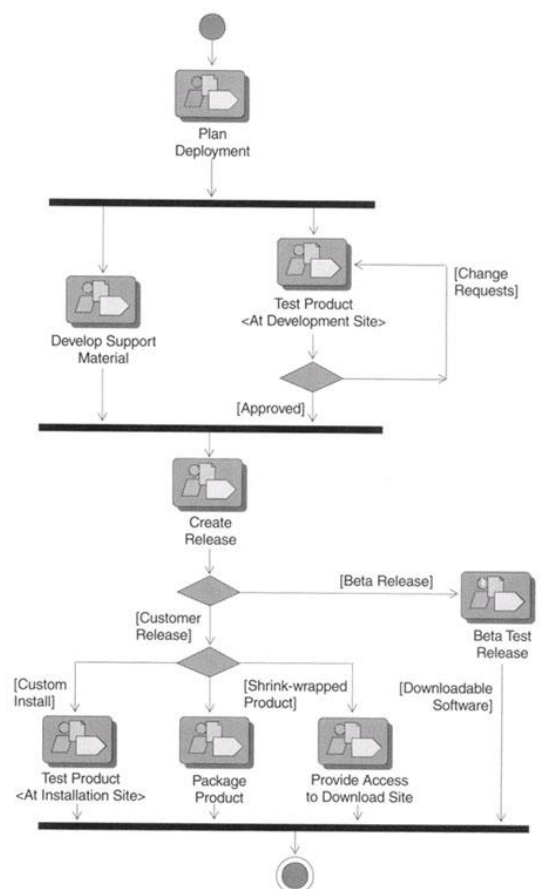 Plan
Deployment
[Change
Requests]
Test Product
<At Development Site>
Develop Support
Material
[Approved]
Create
Release
[Beta Release]
[Customer
Release]
Beta Test
Release
[Custom
Install]
[Shrink-wrapped
Product]
[Downloadable
Software]
Test Product
<At Installation Site>
Package
Product
Provide Access
to Download Site